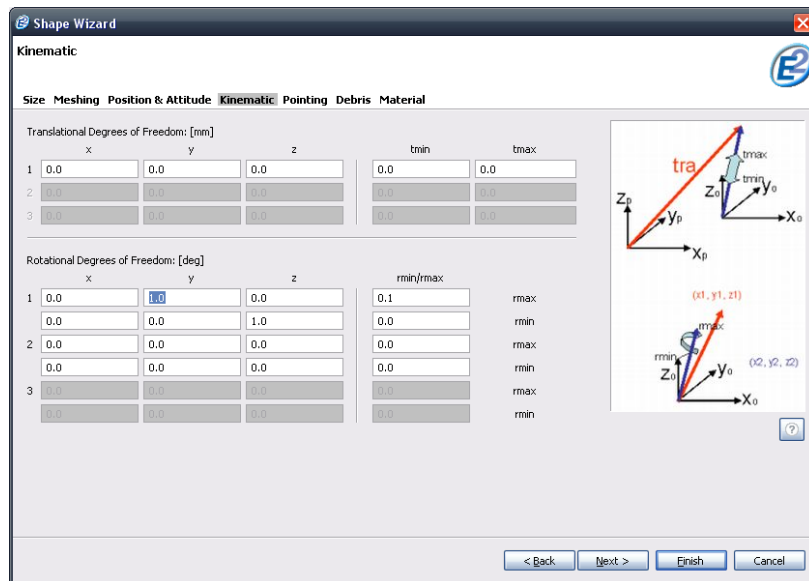 Shape Wizard
Kinematic
E2
Size Meshing Position & Attitude Kinematic Pointing Debris Material
Translational Degrees of Freedom: [mm]
x y z tmin tmax
1 0.0 0.0 0.0 0.0 0.0
2 0.0 0.0 0.0 0.0 0.0
3 0.0 0.0 0.0 0.0 0.0
Rotational Degrees of Freedom: [deg]
x y z rmin/rmax
1 0.0 1.0 0.0 0.1 rmax
0.0 0.0 1.0 0.0 rmin
2 0.0 0.0 0.0 0.0 rmax
0.0 0.0 0.0 0.0 rmin
3 0.0 0.0 0.0 0.0 rmax
0.0 0.0 0.0 0.0 rmin
tra
tmax
tmin
Zo
Yo
Xo
Zp
Yp
Xp
(x1, y1, z1)
rmax
rmin
(x2, y2, z2)
Zo
Yo
Xo
?
< Back Next > Finish Cancel